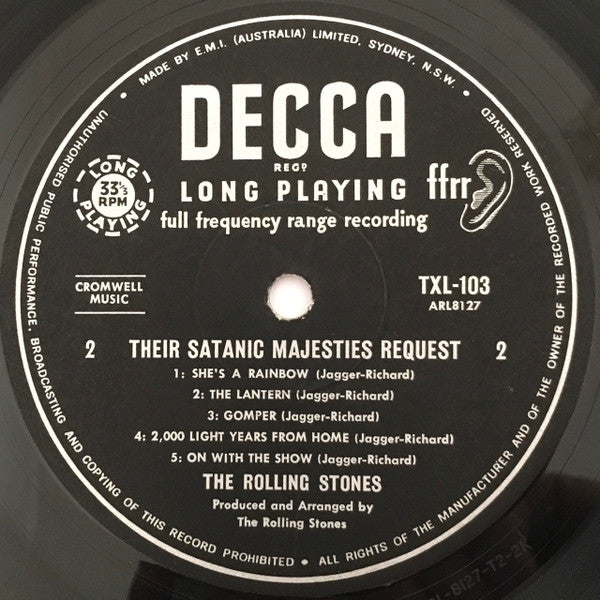 MADE BY E.M.I. (AUSTRALIA) LIMITED, SYDNEY, N.S.W.
DECCA
REGD
LONG PLAYING
ffrr
full frequency range recording
LONG
33⅓
RPM
PLAYING
CROMWELL
MUSIC
TXL-103
ARL8127
2 THEIR SATANIC MAJESTIES REQUEST 2
1: SHE'S A RAINBOW (Jagger-Richard)
2: THE LANTERN (Jagger-Richard)
3: GOMPER (Jagger-Richard)
4: 2,000 LIGHT YEARS FROM HOME (Jagger-Richard)
5: ON WITH THE SHOW (Jagger-Richard)
THE ROLLING STONES
Produced and Arranged by
The Rolling Stones
UNAUTHORISED PUBLIC PERFORMANCE, BROADCASTING AND COPYING OF THIS RECORD PROHIBITED • ALL RIGHTS OF THE MANUFACTURER AND OF THE OWNER OF THE RECORDED WORK RESERVED